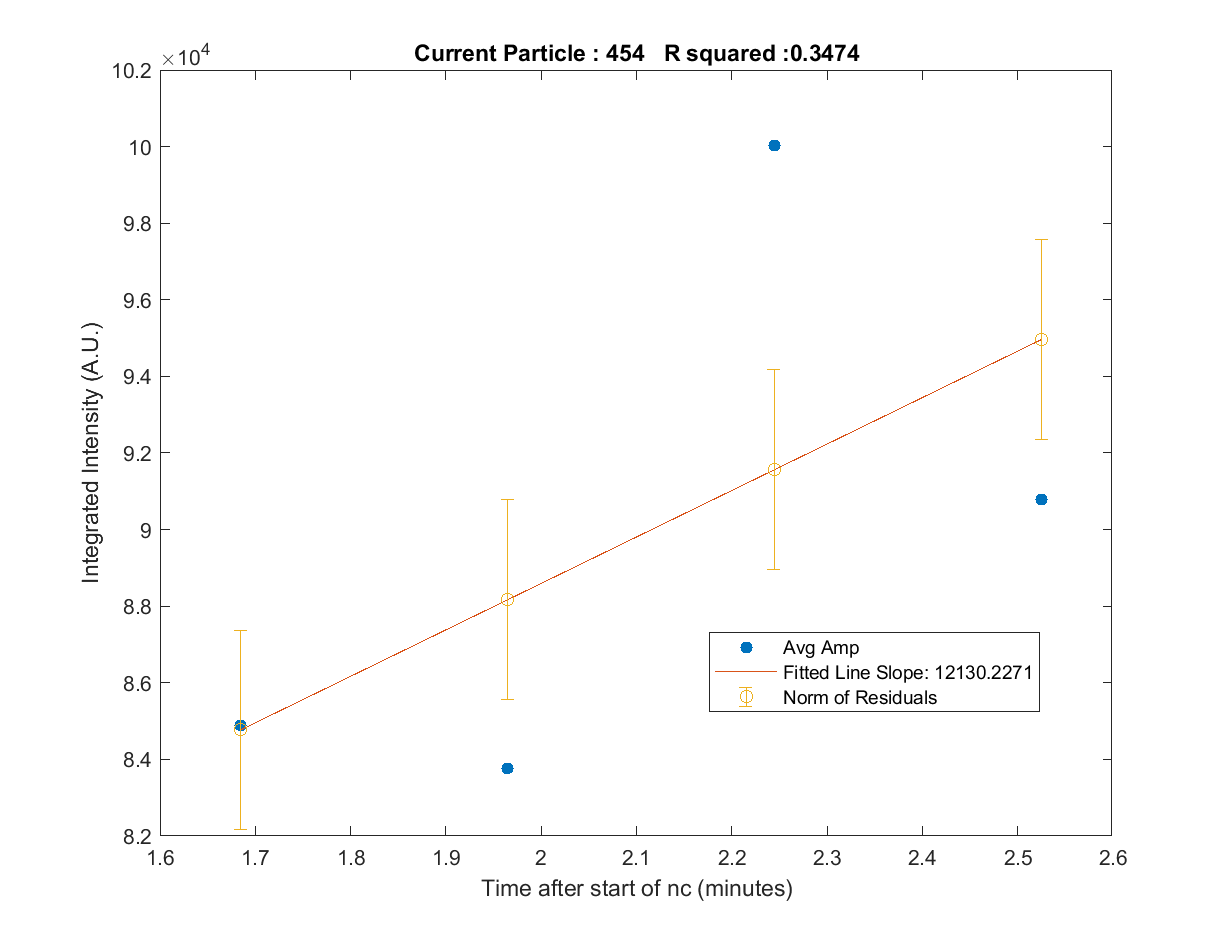 Current Particle : 454 R squared :0.3474
×10⁴
10.2
10
9.8
9.6
9.4
9.2
9
8.8
8.6
8.4
8.2
Integrated Intensity (A.U.)
Avg Amp
Fitted Line Slope: 12130.2271
Norm of Residuals
1.6 1.7 1.8 1.9 2 2.1 2.2 2.3 2.4 2.5 2.6
Time after start of nc (minutes)